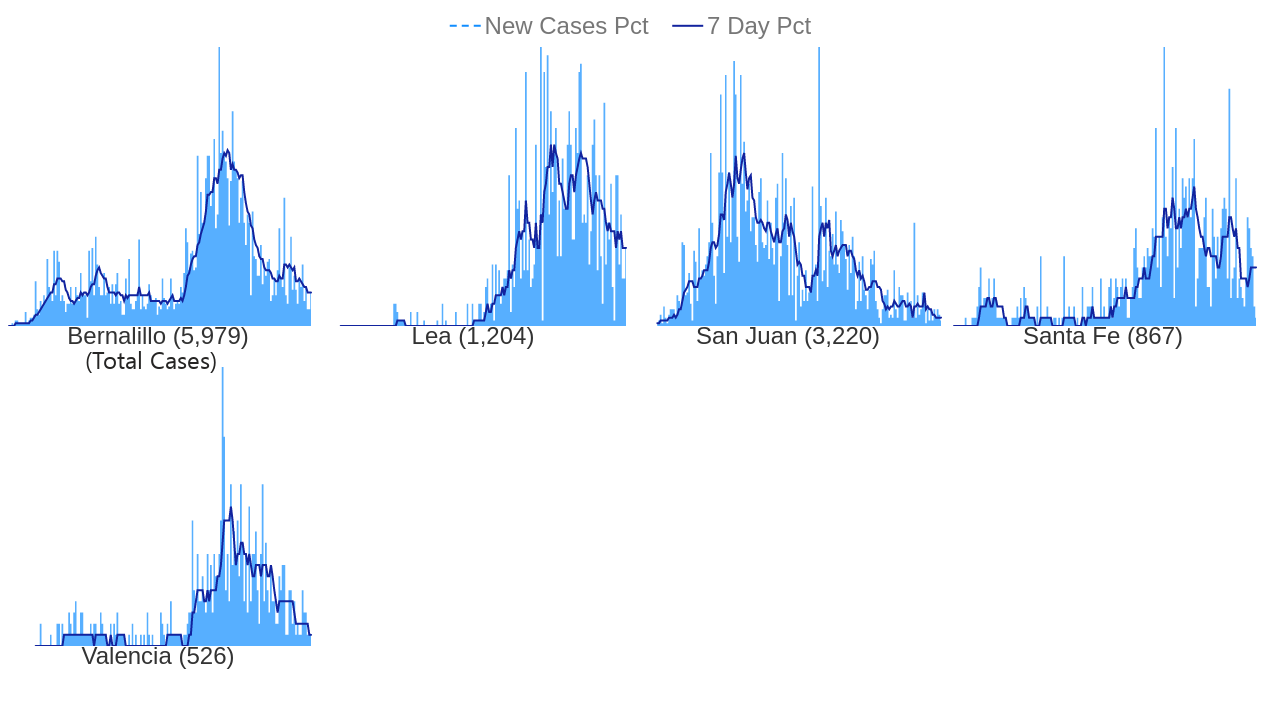 New Cases Pct 7 Day Pct
Bernalillo (5,979) Lea (1,204) San Juan (3,220) Santa Fe (867)
(Total Cases)
Valencia (526)